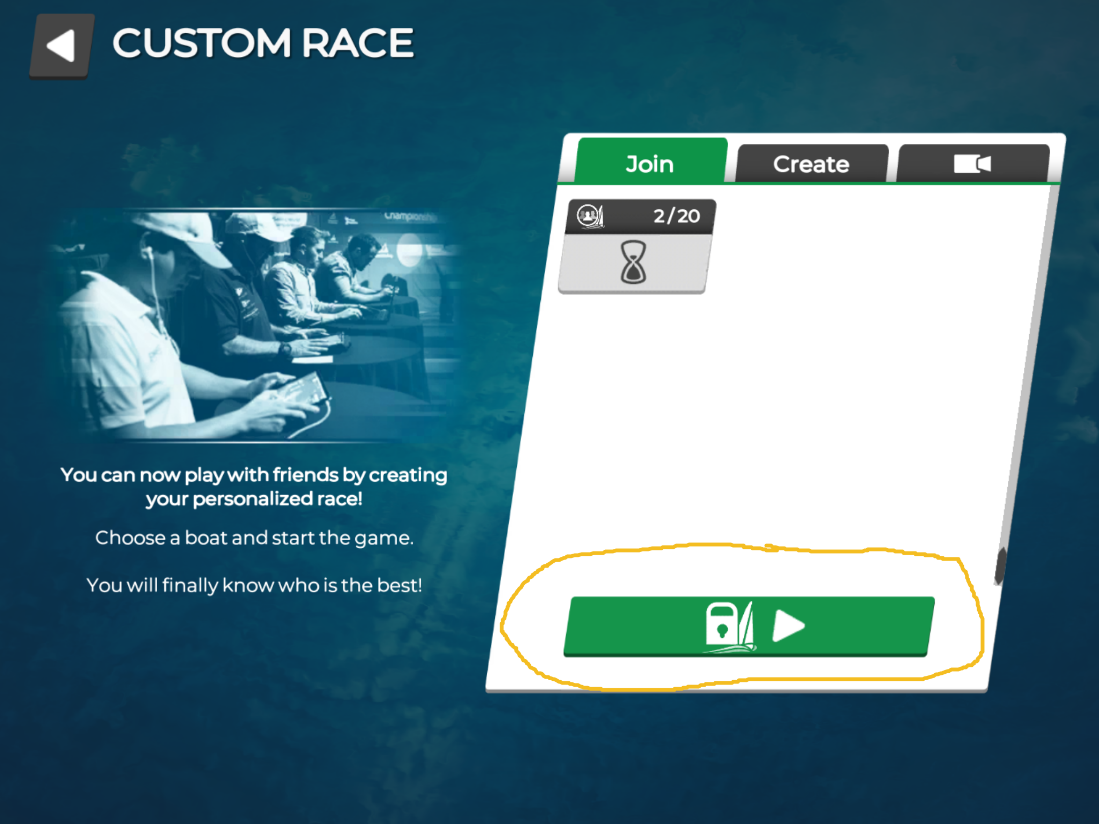 CUSTOM RACE
Join
Create
2/20
You can now play with friends by creating
your personalized race!
Choose a boat and start the game.
You will finally know who is the best!